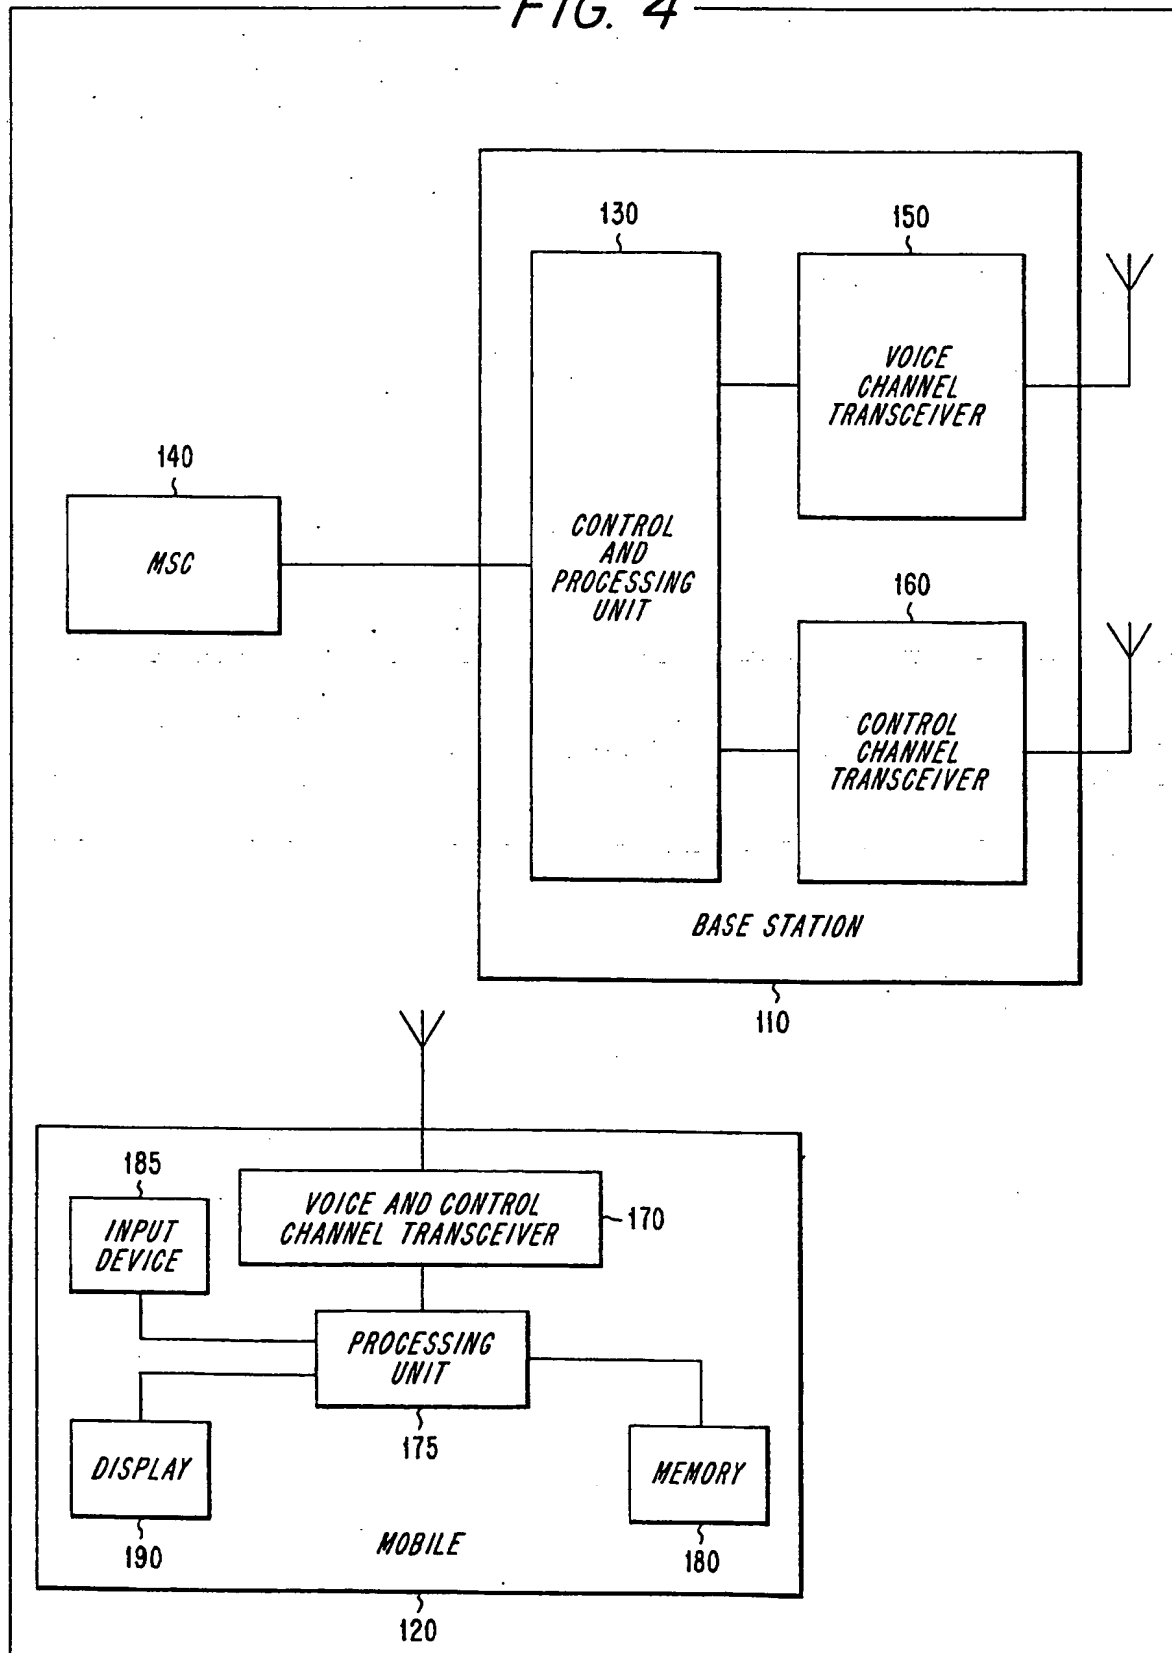 FIG. 4
130
150
VOICE
CHANNEL
TRANSCEIVER
140
MSC
CONTROL
AND
PROCESSING
UNIT
160
CONTROL
CHANNEL
TRANSCEIVER
BASE STATION
110
185
INPUT
DEVICE
VOICE AND CONTROL
CHANNEL TRANSCEIVER
170
PROCESSING
UNIT
175
DISPLAY
190
MEMORY
180
MOBILE
120